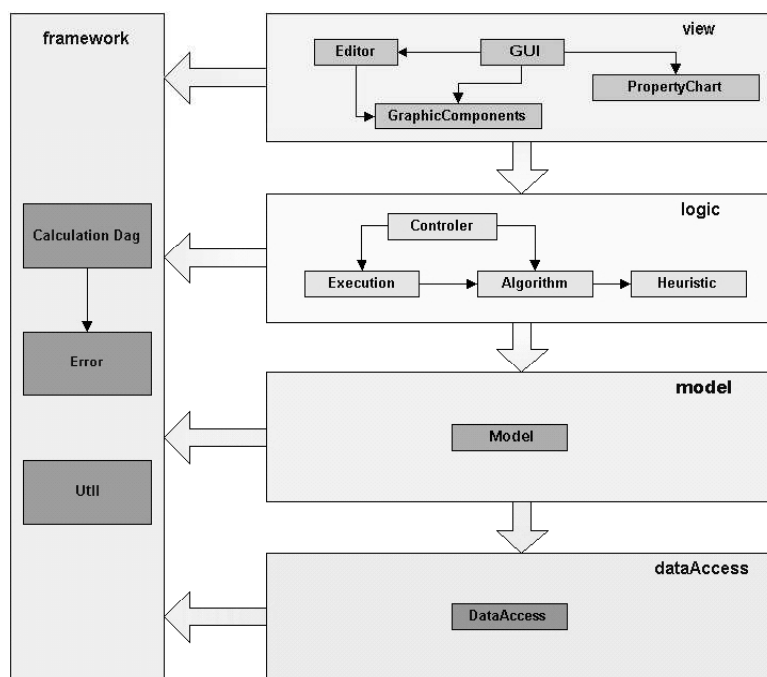 framework
Calculation Dag
Error
Util
view
Editor
GUI
PropertyChart
GraphicComponents
logic
Controler
Execution
Algorithm
Heuristic
model
Model
dataAccess
DataAccess